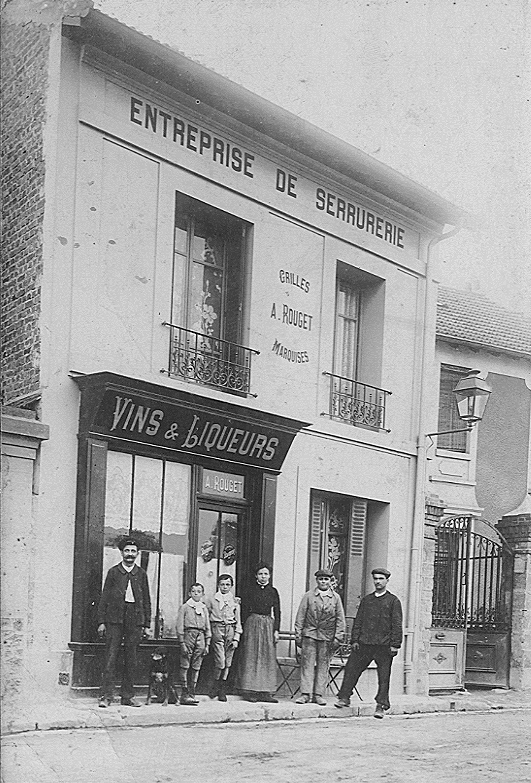 ENTREPRISE DE SERRURERIE
GRILLES
A. ROUGET
MARQUISES
VINS & LIQUEURS
A. ROUGET